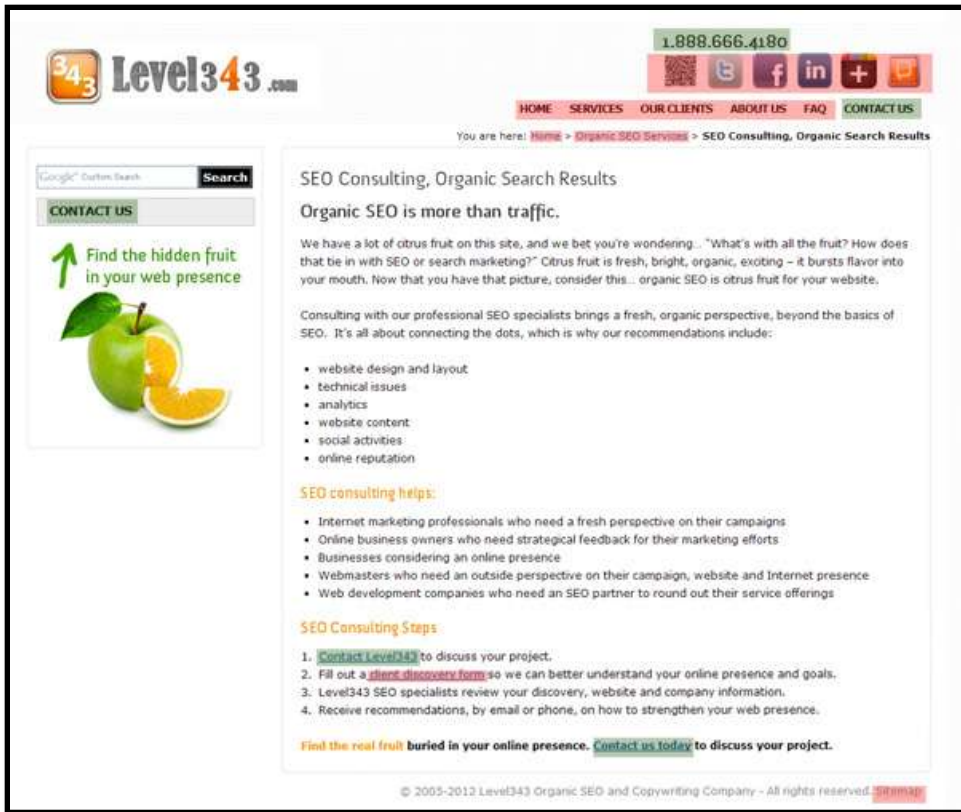 1.888.666.4180
343 Level343.com
HOME SERVICES OUR CLIENTS ABOUT US FAQ CONTACT US
You are here: Home > Organic SEO Services > SEO Consulting, Organic Search Results
Google™ Custom Search Search
CONTACT US
Find the hidden fruit
in your web presence
SEO Consulting, Organic Search Results
Organic SEO is more than traffic.
We have a lot of citrus fruit on this site, and we bet you're wondering... "What's with all the fruit? How does
that tie in with SEO or search marketing?" Citrus fruit is fresh, bright, organic, exciting – it bursts flavor into
your mouth. Now that you have that picture, consider this... organic SEO is citrus fruit for your website.
Consulting with our professional SEO specialists brings a fresh, organic perspective, beyond the basics of
SEO. It's all about connecting the dots, which is why our recommendations include:
• website design and layout
• technical issues
• analytics
• website content
• social activities
• online reputation
SEO consulting helps:
• Internet marketing professionals who need a fresh perspective on their campaigns
• Online business owners who need strategical feedback for their marketing efforts
• Businesses considering an online presence
• Webmasters who need an outside perspective on their campaign, website and Internet presence
• Web development companies who need an SEO partner to round out their service offerings
SEO Consulting Steps
1. Contact Level343 to discuss your project.
2. Fill out a client discovery form so we can better understand your online presence and goals.
3. Level343 SEO specialists review your discovery, website and company information.
4. Receive recommendations, by email or phone, on how to strengthen your web presence.
Find the real fruit buried in your online presence. Contact us today to discuss your project.
© 2005-2012 Level343 Organic SEO and Copywriting Company - All rights reserved. Sitemap